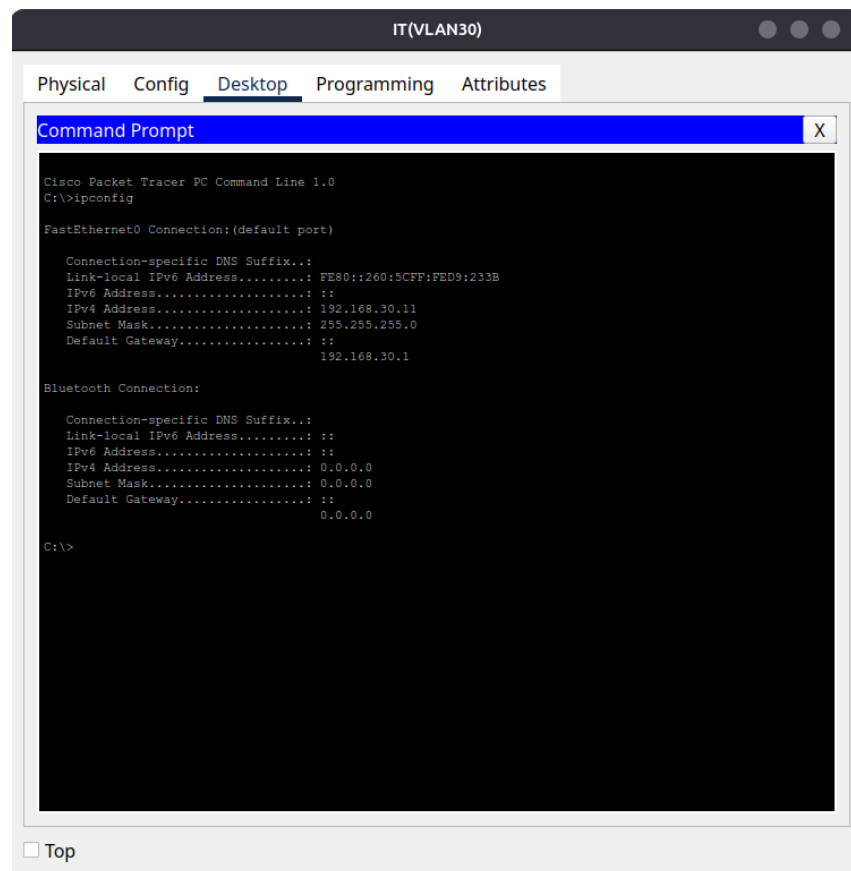 IT(VLAN30)
Physical Config Desktop Programming Attributes
Command Prompt X
Cisco Packet Tracer PC Command Line 1.0
C:\>ipconfig
FastEthernet0 Connection:(default port)
Connection-specific DNS Suffix..:
Link-local IPv6 Address.........: FE80::260:5CFF:FED9:233B
IPv6 Address....................: ::
IPv4 Address....................: 192.168.30.11
Subnet Mask.....................: 255.255.255.0
Default Gateway.................: ::
192.168.30.1
Bluetooth Connection:
Connection-specific DNS Suffix..:
Link-local IPv6 Address.........: ::
IPv6 Address....................: ::
IPv4 Address....................: 0.0.0.0
Subnet Mask.....................: 0.0.0.0
Default Gateway.................: ::
0.0.0.0
C:\>
Top